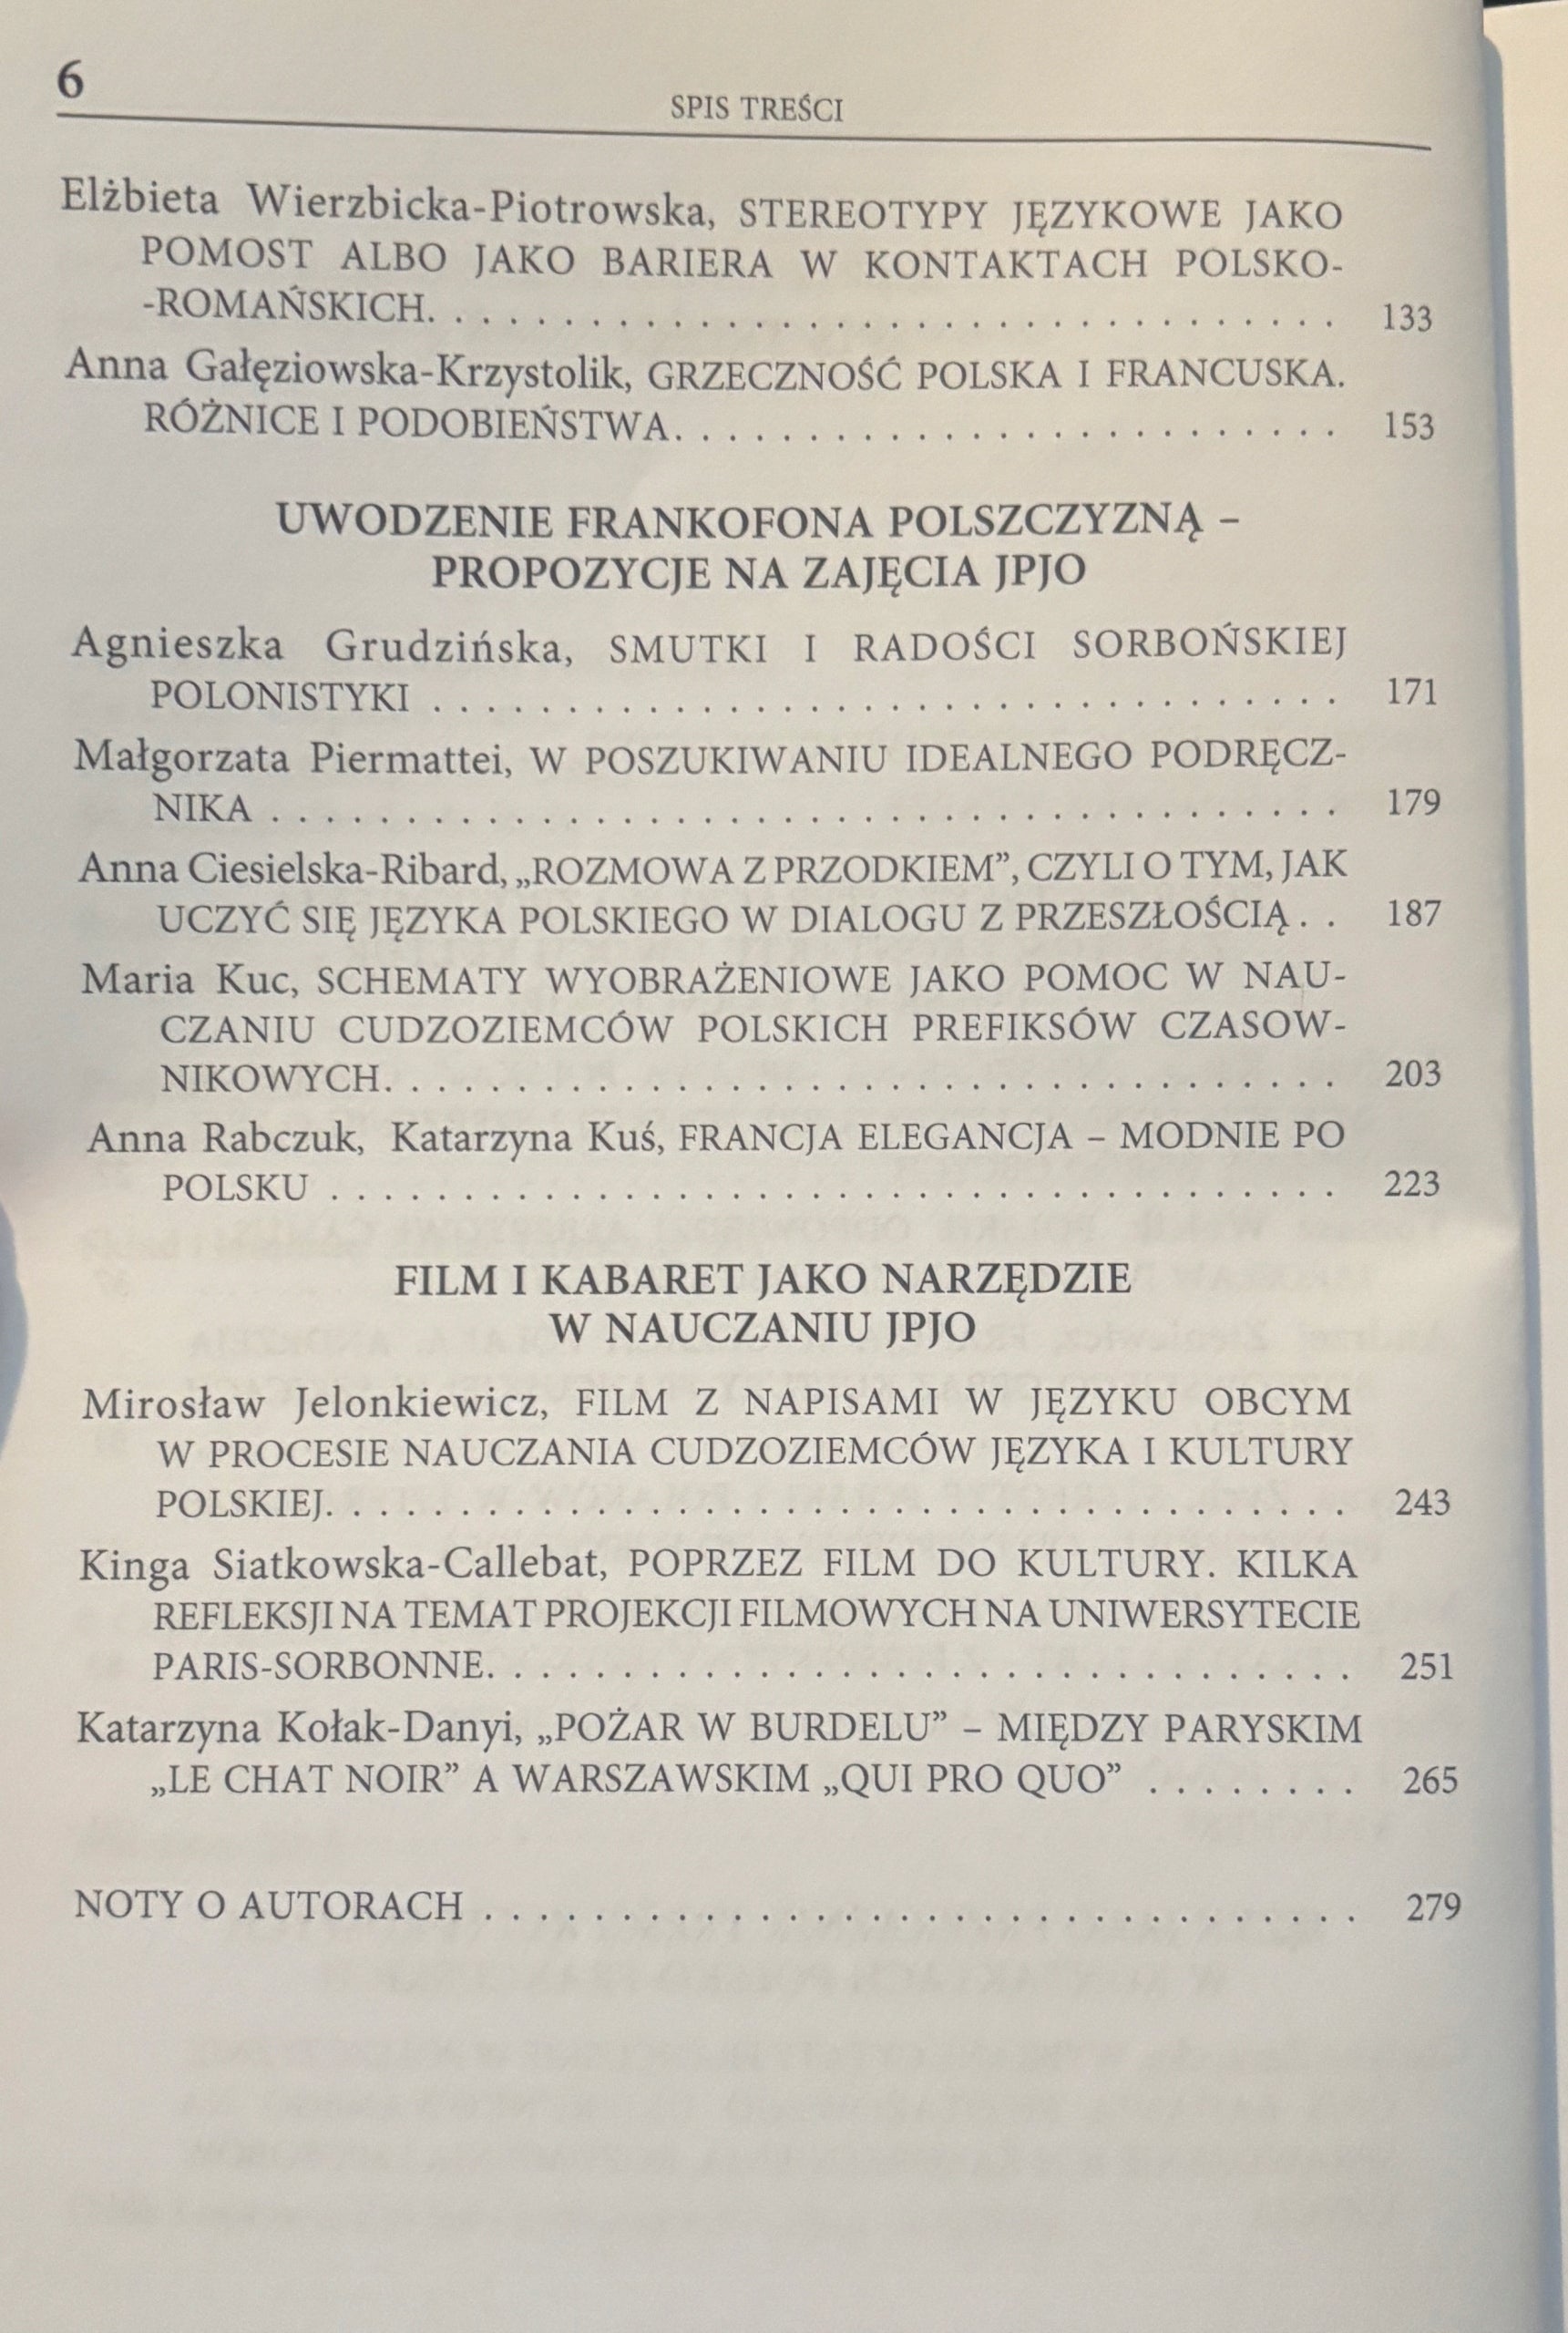 6
SPIS TREŚCI
Elżbieta Wierzbicka-Piotrowska, STEREOTYPY JĘZYKOWE JAKO
POMOST ALBO JAKO BARIERA W KONTAKTACH POLSKO-
-ROMAŃSKICH. . . . . . . . . . . . . . . . . . . . . . . . . . . . . . . . . . 133
Anna Gałęziowska-Krzystolik, GRZECZNOŚĆ POLSKA I FRANCUSKA.
RÓŻNICE I PODOBIEŃSTWA. . . . . . . . . . . . . . . . . . . . . . . . . . 153
UWODZENIE FRANKOFONA POLSZCZYZNĄ –
PROPOZYCJE NA ZAJĘCIA JPJO
Agnieszka Grudzińska, SMUTKI I RADOŚCI SORBOŃSKIEJ
POLONISTYKI . . . . . . . . . . . . . . . . . . . . . . . . . . . . . . . . . . 171
Małgorzata Piermattei, W POSZUKIWANIU IDEALNEGO PODRĘCZ-
NIKA . . . . . . . . . . . . . . . . . . . . . . . . . . . . . . . . . . . . . . . . 179
Anna Ciesielska-Ribard, „ROZMOWA Z PRZODKIEM”, CZYLI O TYM, JAK
UCZYĆ SIĘ JĘZYKA POLSKIEGO W DIALOGU Z PRZESZŁOŚCIĄ . . 187
Maria Kuc, SCHEMATY WYOBRAŻENIOWE JAKO POMOC W NAU-
CZANIU CUDZOZIEMCÓW POLSKICH PREFIKSÓW CZASOW-
NIKOWYCH. . . . . . . . . . . . . . . . . . . . . . . . . . . . . . . . . . . . 203
Anna Rabczuk, Katarzyna Kuś, FRANCJA ELEGANCJA – MODNIE PO
POLSKU . . . . . . . . . . . . . . . . . . . . . . . . . . . . . . . . . . . . . . 223
FILM I KABARET JAKO NARZĘDZIE
W NAUCZANIU JPJO
Mirosław Jelonkiewicz, FILM Z NAPISAMI W JĘZYKU OBCYM
W PROCESIE NAUCZANIA CUDZOZIEMCÓW JĘZYKA I KULTURY
POLSKIEJ. . . . . . . . . . . . . . . . . . . . . . . . . . . . . . . . . . . . . . 243
Kinga Siatkowska-Callebat, POPRZEZ FILM DO KULTURY. KILKA
REFLEKSJI NA TEMAT PROJEKCJI FILMOWYCH NA UNIWERSYTECIE
PARIS-SORBONNE. . . . . . . . . . . . . . . . . . . . . . . . . . . . . . . . . 251
Katarzyna Kołak-Danyi, „POŻAR W BURDELU” – MIĘDZY PARYSKIM
„LE CHAT NOIR” A WARSZAWSKIM „QUI PRO QUO” . . . . . . . . 265
NOTY O AUTORACH . . . . . . . . . . . . . . . . . . . . . . . . . . . . . . . . 279